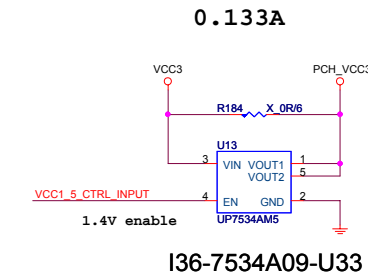 0.133A
VCC3 PCH_VCC3
R184 X_0R/6
U13
3 VIN VOUT1 1
VOUT2 5
VCC1_5_CTRL_INPUT 4 EN GND 2
1.4V enable UP7534AM5
I36-7534A09-U33